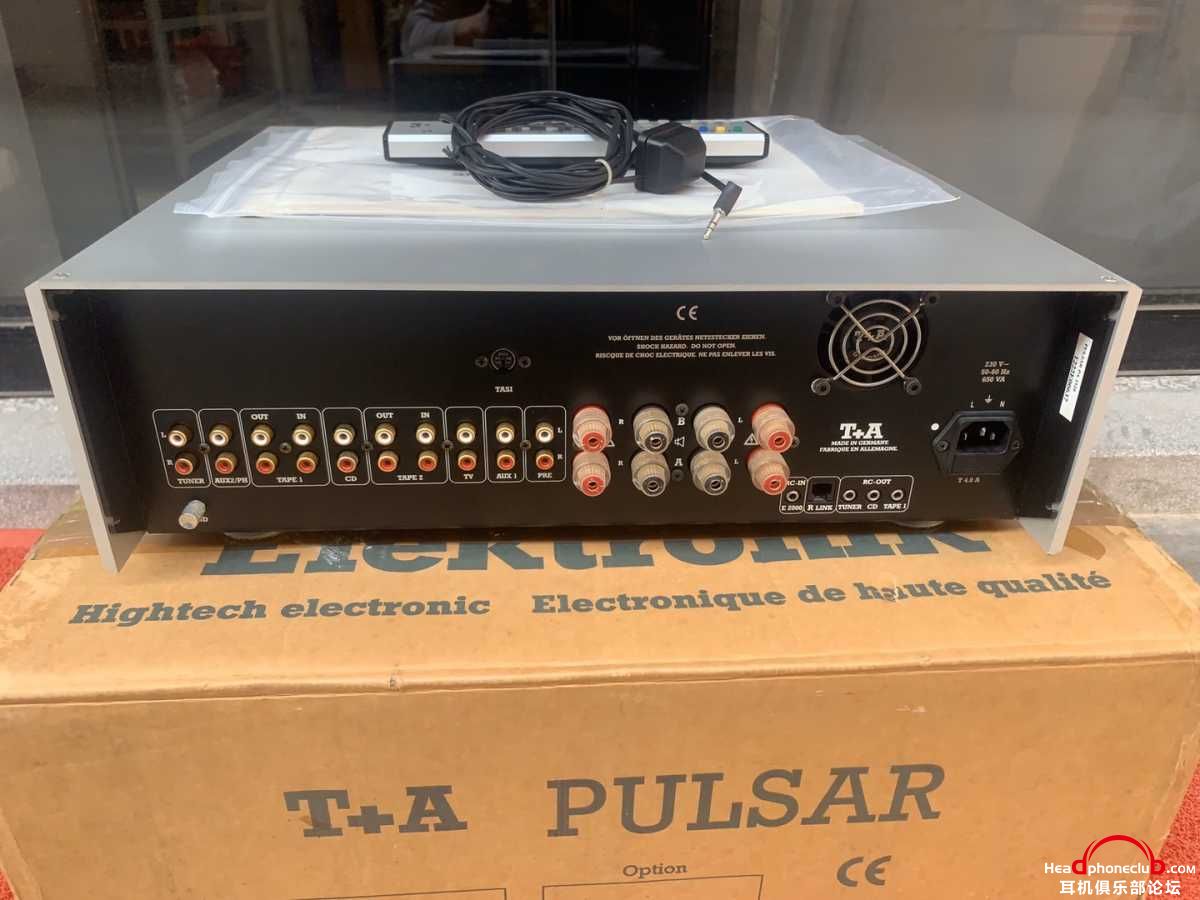 CE
VOR ÖFFNEN DES GERÄTES NETZSTECKER ZIEHEN.
SHOCK HAZARD. DO NOT OPEN.
RISCOQUE DE CHOC ELECTRIQUE. NE PAS ENLEVER LES VIS.
230 V~
50-60 Hz
650 VA
L N
TASI
OUT IN OUT IN
L L
R R
TUNER AUX2/PH TAPE 1 CD TAPE 2 TV AUX 1 PRE
R B L
R A L
T+A
MADE IN GERMANY.
FABRIQUE EN ALLEMAGNE.
T 4.0 A
RC-IN RC-OUT
E 2000 R LINK TUNER CD TAPE 1
Elektronik
Hightech electronic Electronique de haute qualité
T+A PULSAR
Option CE
HeadphoneclubD.com
耳机俱乐部论坛